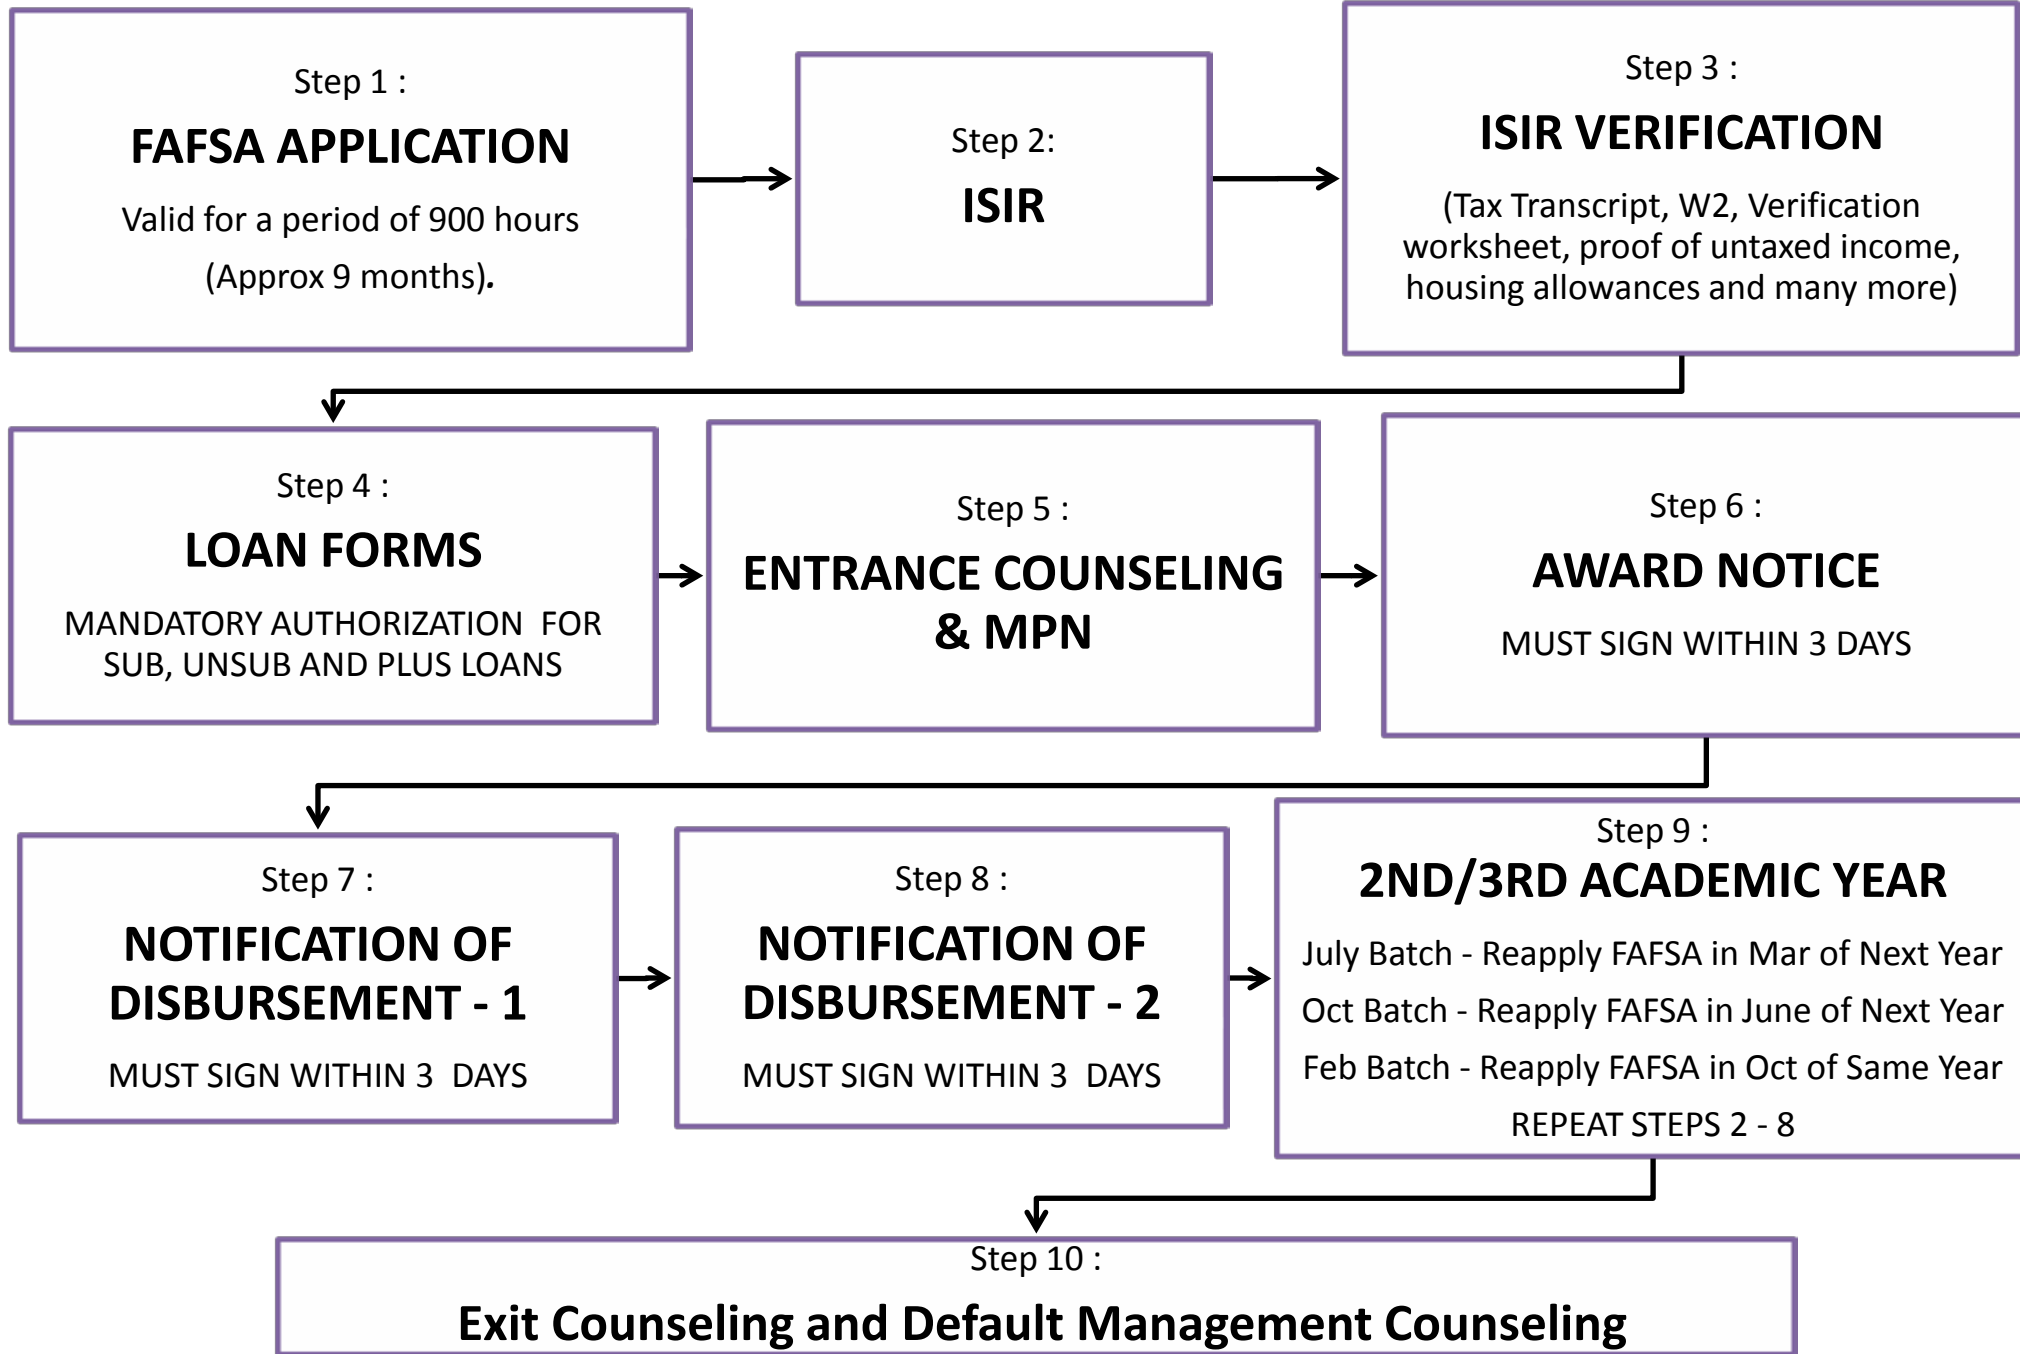 Step 1 :
FAFSA APPLICATION
Valid for a period of 900 hours
(Approx 9 months).
Step 2:
ISIR
Step 3 :
ISIR VERIFICATION
(Tax Transcript, W2, Verification
worksheet, proof of untaxed income,
housing allowances and many more)
Step 4 :
LOAN FORMS
MANDATORY AUTHORIZATION FOR
SUB, UNSUB AND PLUS LOANS
Step 5 :
ENTRANCE COUNSELING
& MPN
Step 6 :
AWARD NOTICE
MUST SIGN WITHIN 3 DAYS
Step 7 :
NOTIFICATION OF
DISBURSEMENT - 1
MUST SIGN WITHIN 3 DAYS
Step 8 :
NOTIFICATION OF
DISBURSEMENT - 2
MUST SIGN WITHIN 3 DAYS
Step 9 :
2ND/3RD ACADEMIC YEAR
July Batch - Reapply FAFSA in Mar of Next Year
Oct Batch - Reapply FAFSA in June of Next Year
Feb Batch - Reapply FAFSA in Oct of Same Year
REPEAT STEPS 2 - 8
Step 10 :
Exit Counseling and Default Management Counseling